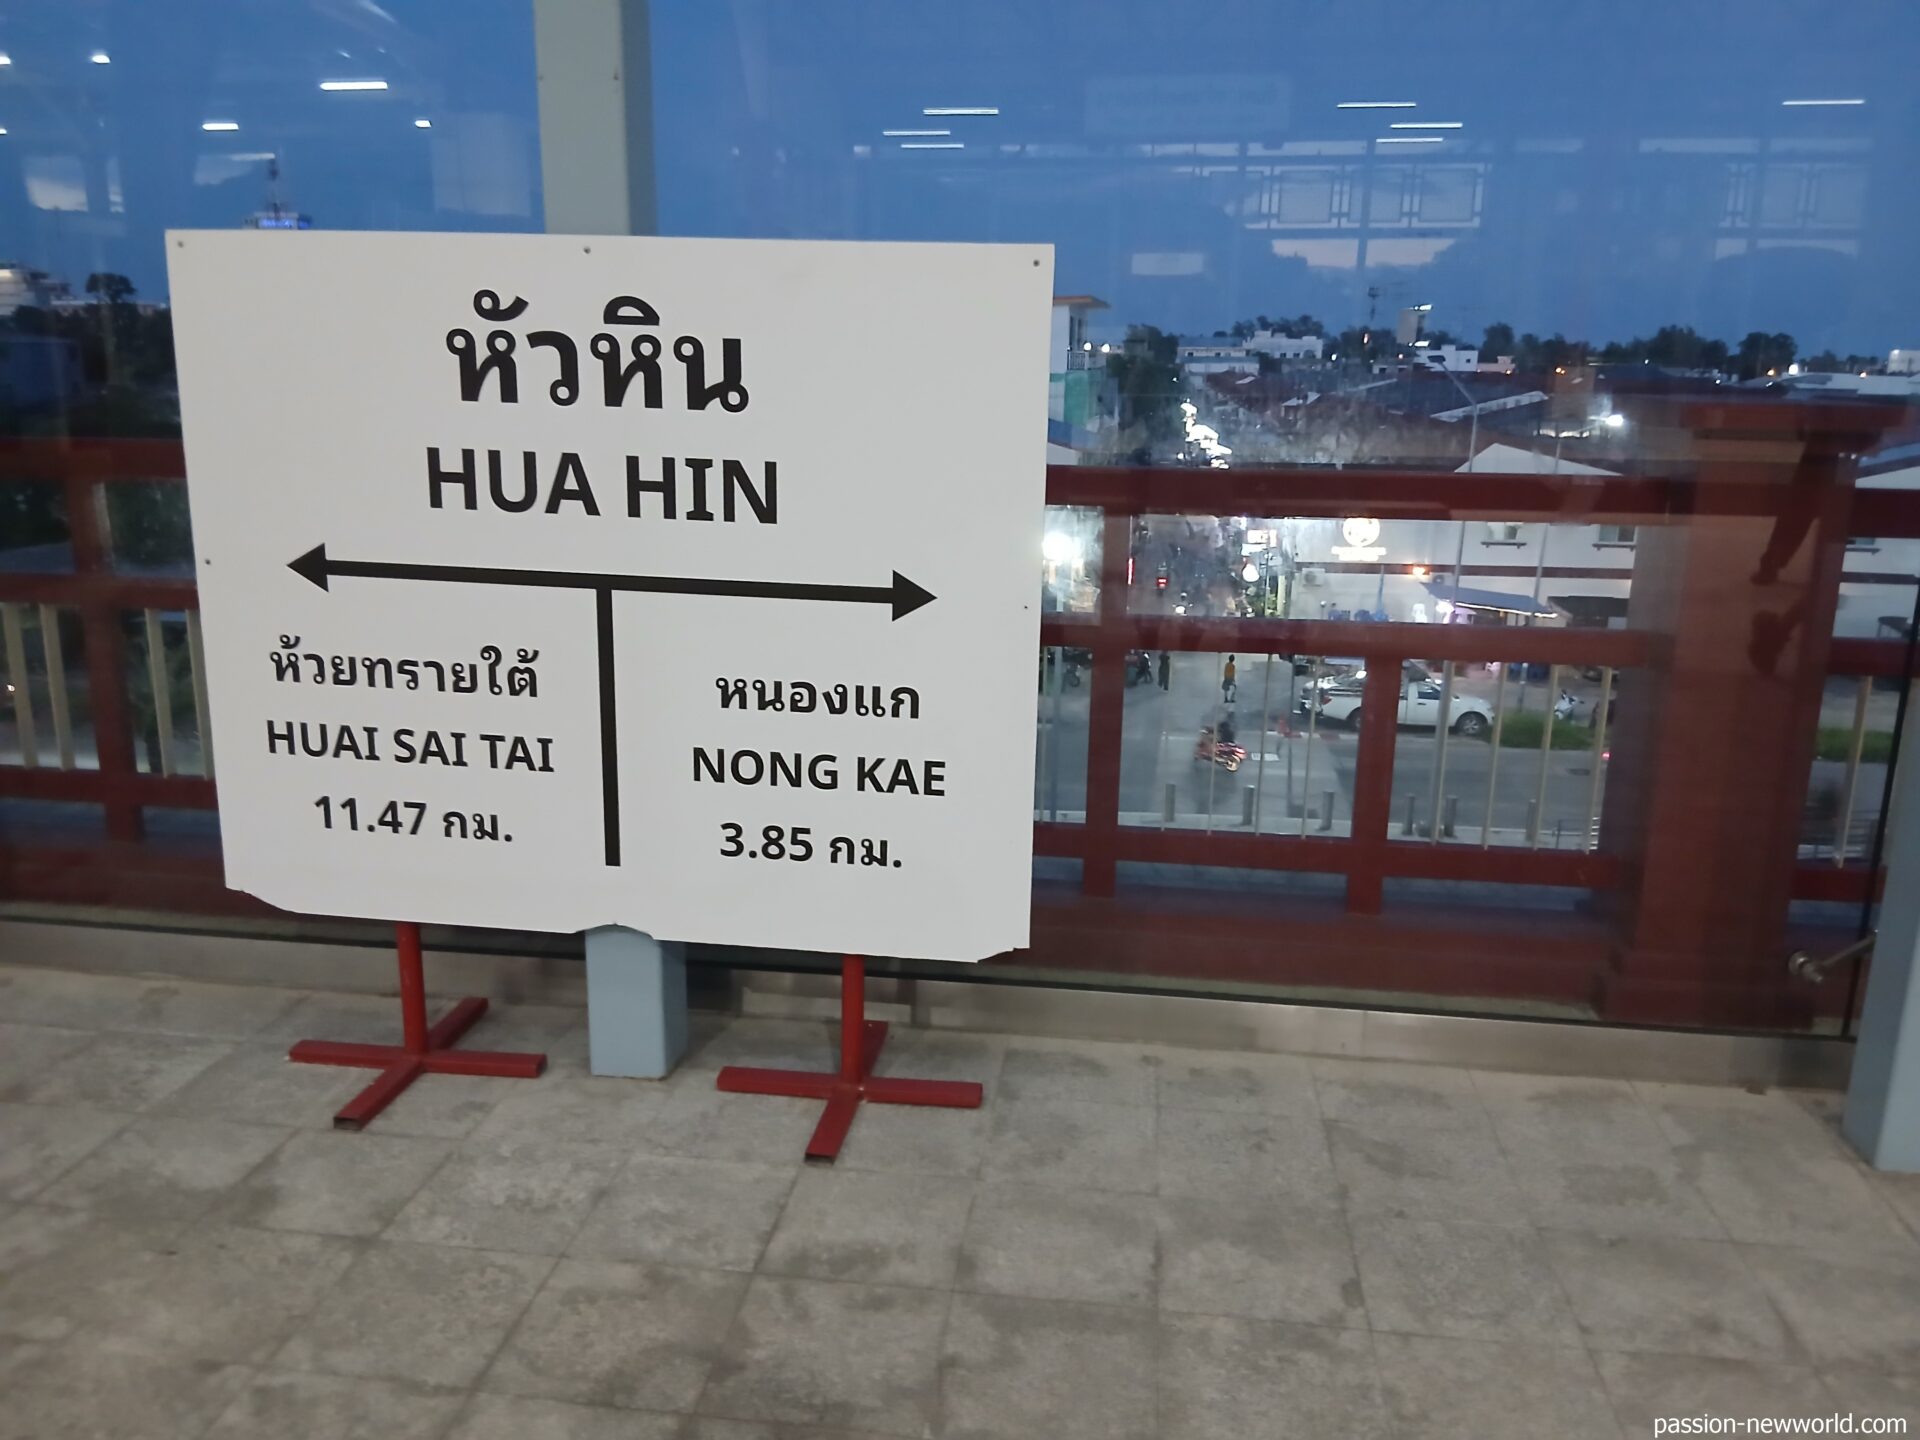 หัวหิน
HUA HIN
ห้วยทรายใต้
HUAI SAI TAI
11.47 กม.
หนองแก
NONG KAE
3.85 กม.
passion-newworld.com